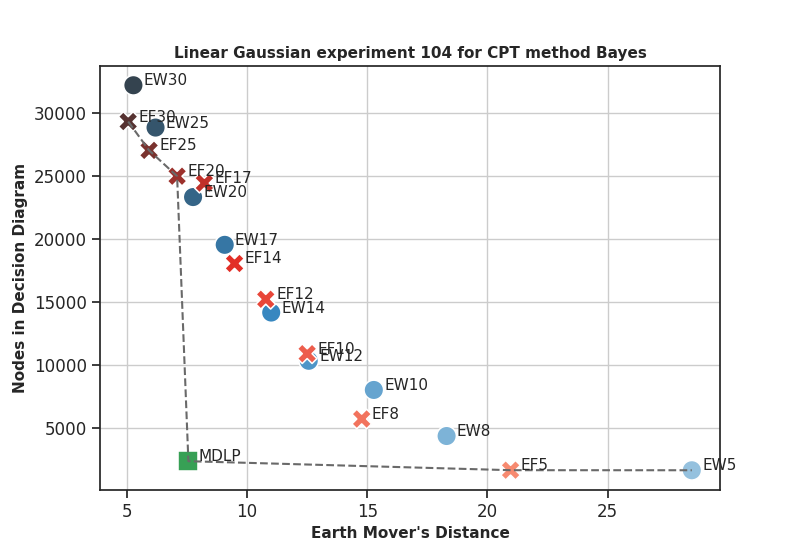 Linear Gaussian experiment 104 for CPT method Bayes
Nodes in Decision Diagram
30000
25000
20000
15000
10000
5000
EW30
EF30
EW25
EF25
EF20
EF17
EW20
EW17
EF14
EF12
EW14
EF10
EW12
EW10
EF8
EW8
MDLP
EF5
EW5
5
10
15
20
25
Earth Mover's Distance